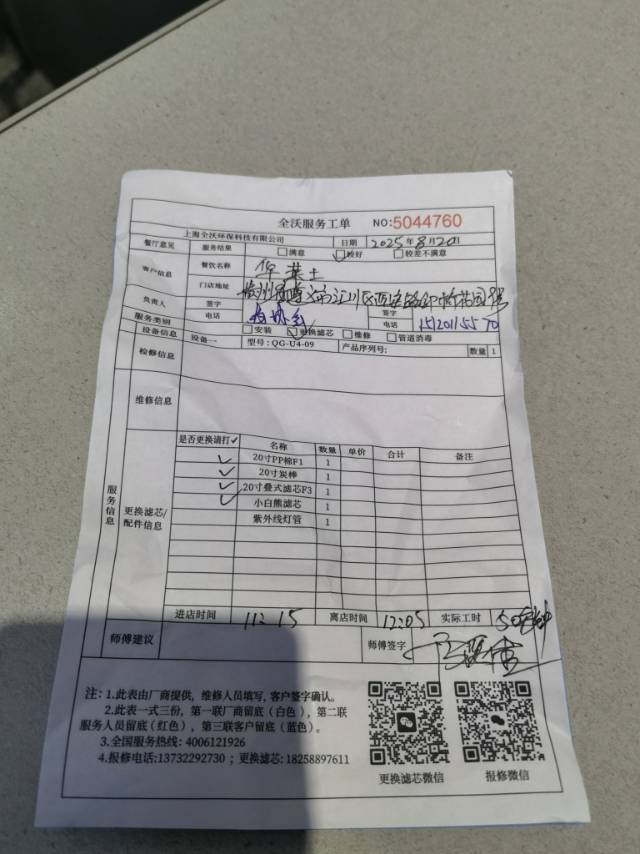 全沃服务工单 NO:5044760
上海全沃环保科技有限公司 日期 2025年8月20日
餐厅意见 服务结果 满意 较好 较差不满意
客户信息 餐饮名称 华莱士
门店地址
负责人 签字 签字
电话 电话 15120115570
服务类别 安装 更换滤芯 维修 管道消毒
设备信息 设备一 型号:QG-U4-09 产品序列号: 数量 1
检修信息
维修信息
服务信息
更换滤芯/配件信息
是否更换请打✓ 名称 数量 单价 合计 备注
✓ 20寸PP棉F1 1
✓ 20寸炭棒 1
✓ 20寸叠式滤芯F3 1
✓ 小白熊滤芯 1
紫外线灯管 1
进店时间 11:15 离店时间 12:05 实际工时 50分钟
师傅建议 师傅签字
注:1.此表由厂商提供,维修人员填写,客户签字确认。
2.此表一式三份,第一联厂商留底(白色),第二联
服务人员留底(红色),第三联客户留底(蓝色)。
3.全国服务热线:4006121926
4.报修电话:13732292730;更换滤芯:18258897611
更换滤芯微信 报修微信